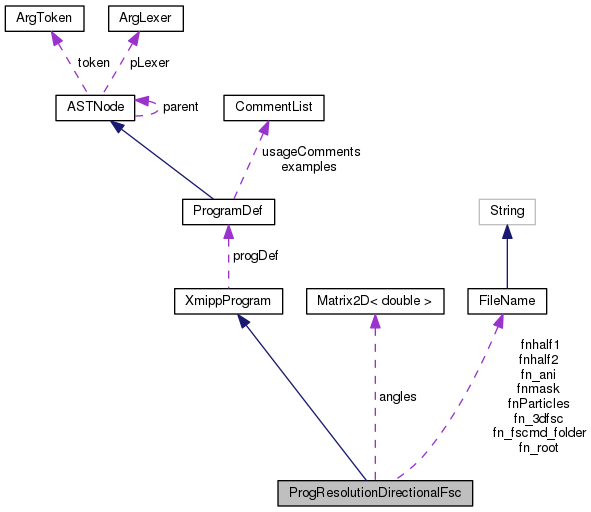 ArgToken
ArgLexer
token
pLexer
ASTNode
parent
CommentList
usageComments
examples
ProgramDef
String
progDef
XmippProgram
Matrix2D< double >
FileName
fnhalf1
fnhalf2
fn_ani
fnmask
fnParticles
fn_3dfsc
fn_fscmd_folder
fn_root
angles
ProgResolutionDirectionalFsc